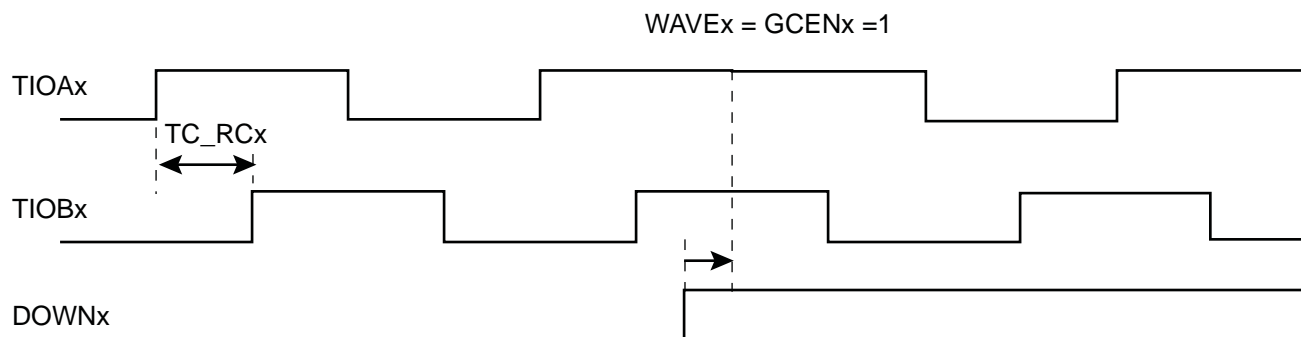 WAVEx = GCENx =1
TIOAx
TC_RCx
TIOBx
DOWNx